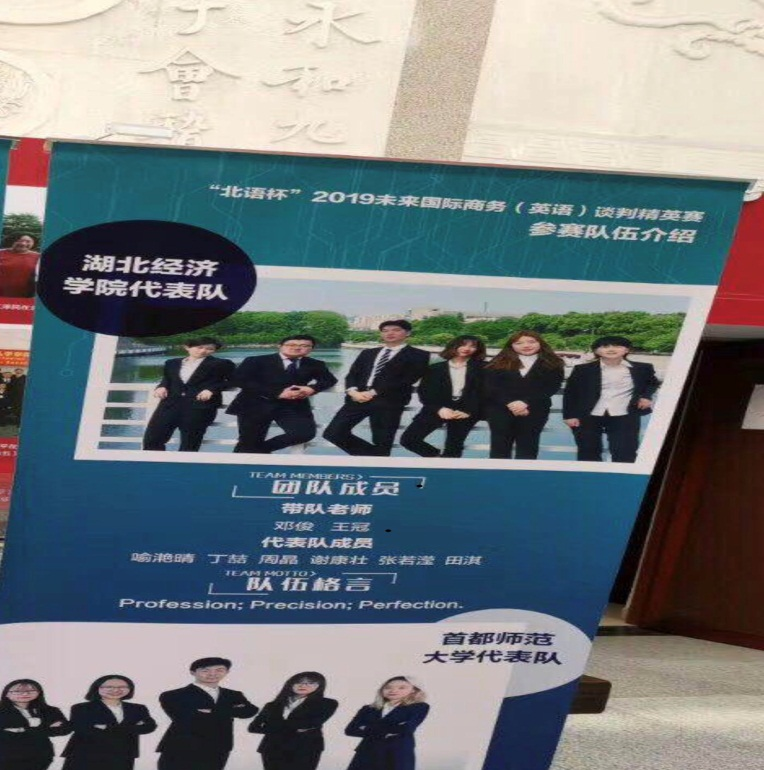 永和九
會
“北语杯”2019未来国际商务（英语）谈判精英赛
参赛队伍介绍
湖北经济
学院代表队
TEAM MEMBERS
团队成员
带队老师
邓俊 王冠
代表队成员
喻滟晴 丁喆 周晶 谢康壮 张若滢 田淇
TEAM MOTTO
队伍格言
Profession; Precision; Perfection.
首都师范
大学代表队